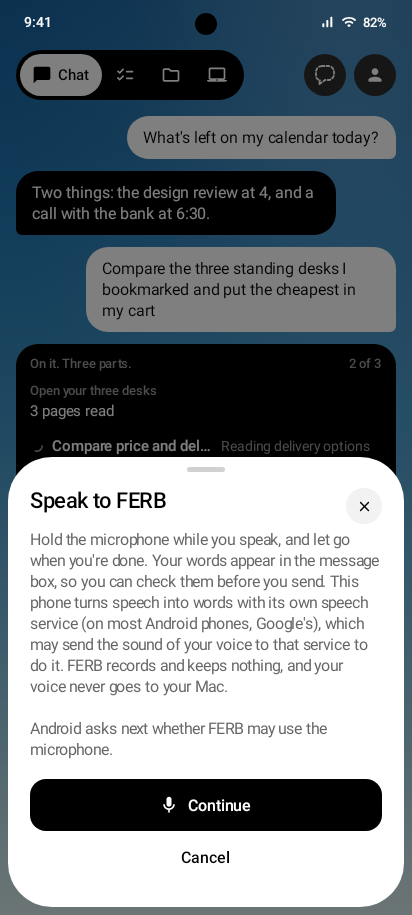 9:41
82%
Chat
What's left on my calendar today?
Two things: the design review at 4, and a
call with the bank at 6:30.
Compare the three standing desks I
bookmarked and put the cheapest in
my cart
On it. Three parts.
2 of 3
Open your three desks
3 pages read
Compare price and del...
Reading delivery options
Speak to FERB
Hold the microphone while you speak, and let go
when you're done. Your words appear in the message
box, so you can check them before you send. This
phone turns speech into words with its own speech
service (on most Android phones, Google's), which
may send the sound of your voice to that service to
do it. FERB records and keeps nothing, and your
voice never goes to your Mac.
Android asks next whether FERB may use the
microphone.
Continue
Cancel